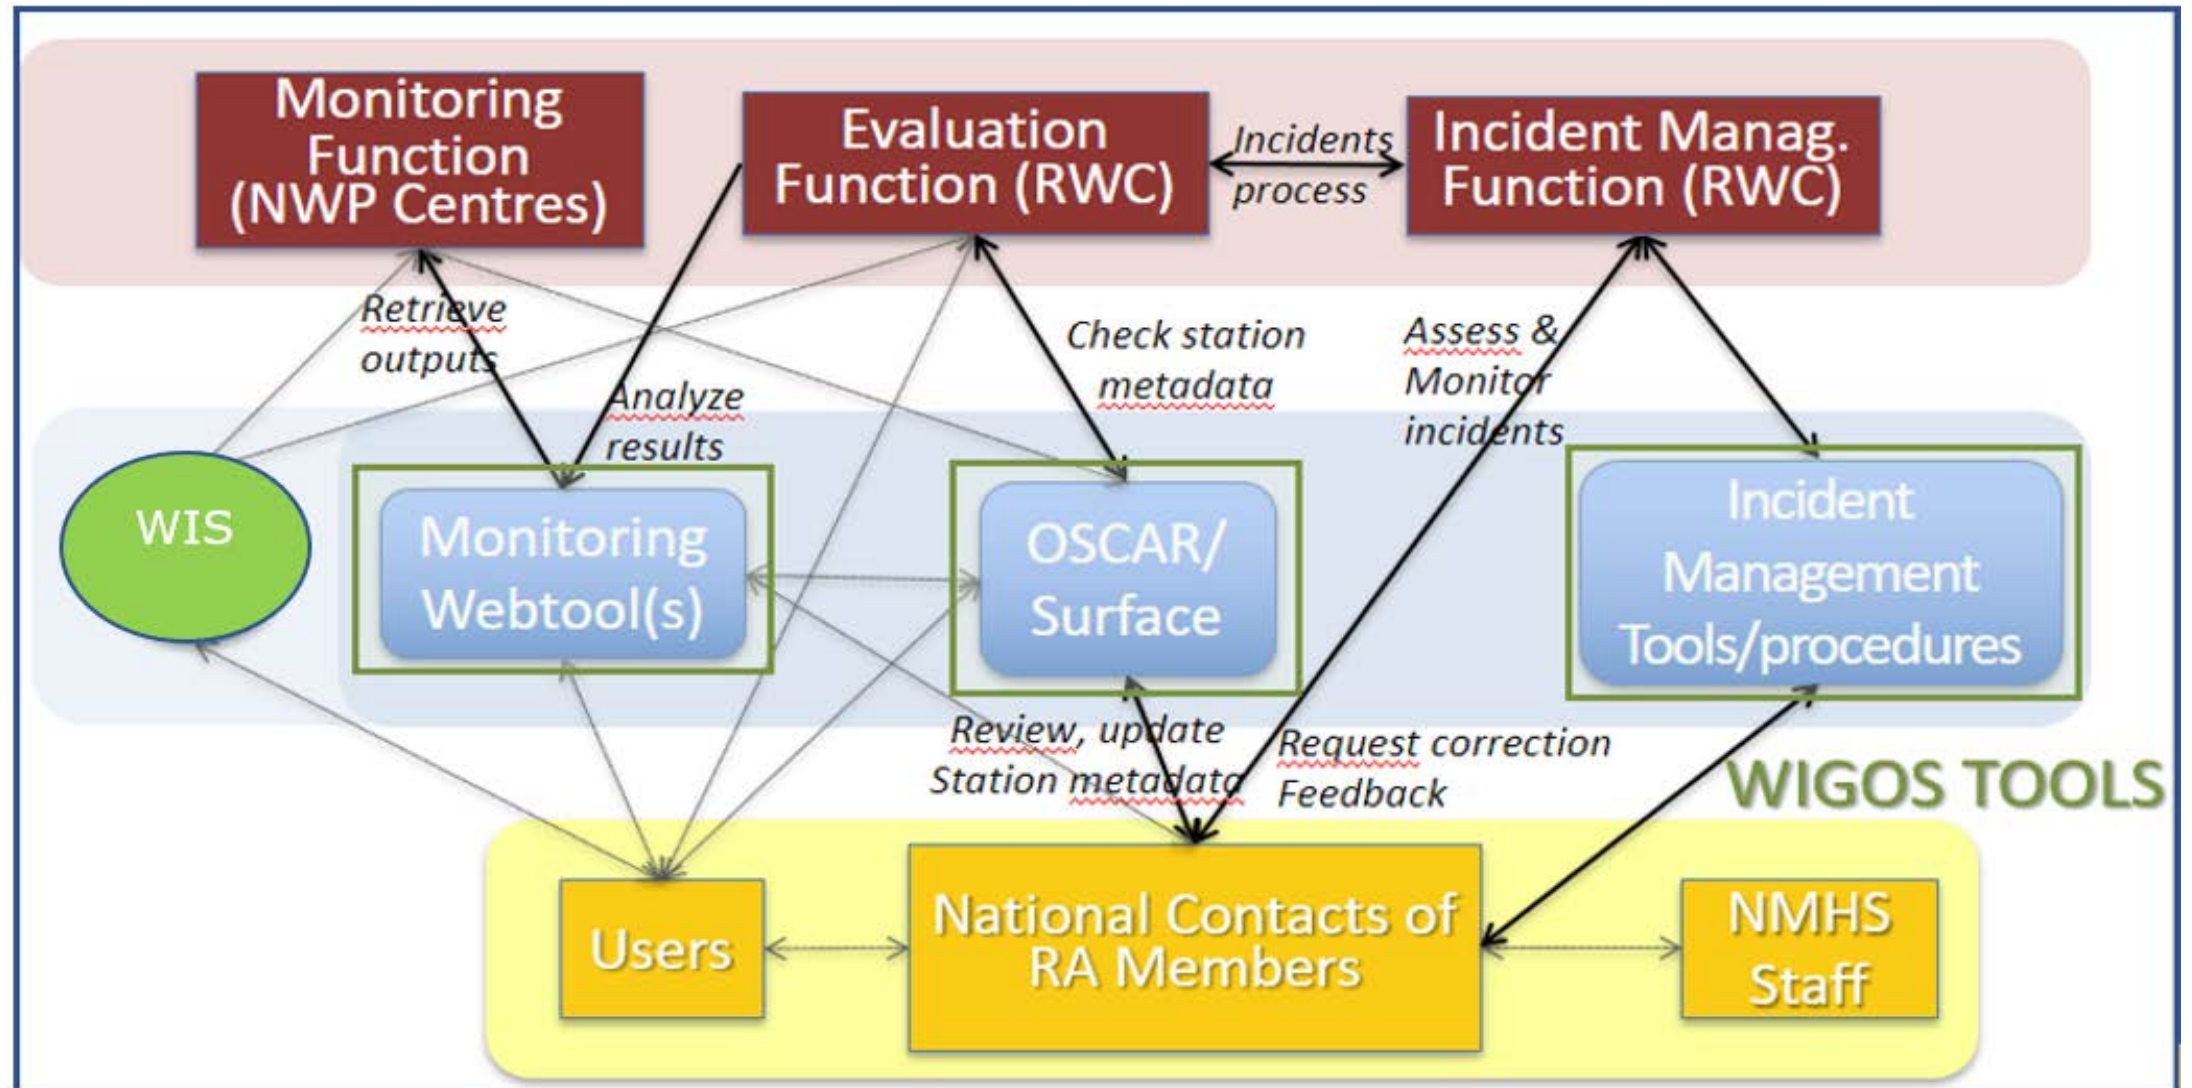 Monitoring
Function
(NWP Centres)
Evaluation
Function (RWC)
Incidents
process
Incident Manag.
Function (RWC)
Retrieve
outputs
Analyze
results
Check station
metadata
Assess &
Monitor
incidents
WIS
Monitoring
Webtool(s)
OSCAR/
Surface
Incident
Management
Tools/procedures
Review, update
Station metadata
Request correction
Feedback
WIGOS TOOLS
Users
National Contacts of
RA Members
NMHS
Staff